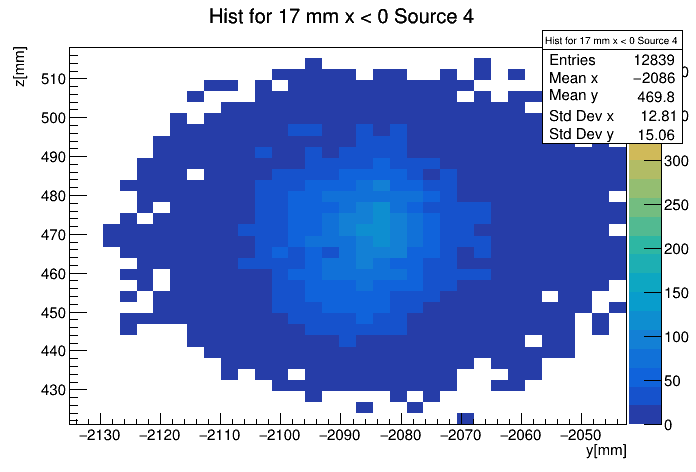 Hist for 17 mm x < 0 Source 4
Hist for 17 mm x < 0 Source 4
Entries 12839
Mean x −2086
Mean y 469.8
Std Dev x 12.81
Std Dev y 15.06
z[mm]
510
500
490
480
470
460
450
440
430
300
250
200
150
100
50
0
−2130 −2120 −2110 −2100 −2090 −2080 −2070 −2060 −2050
y[mm]